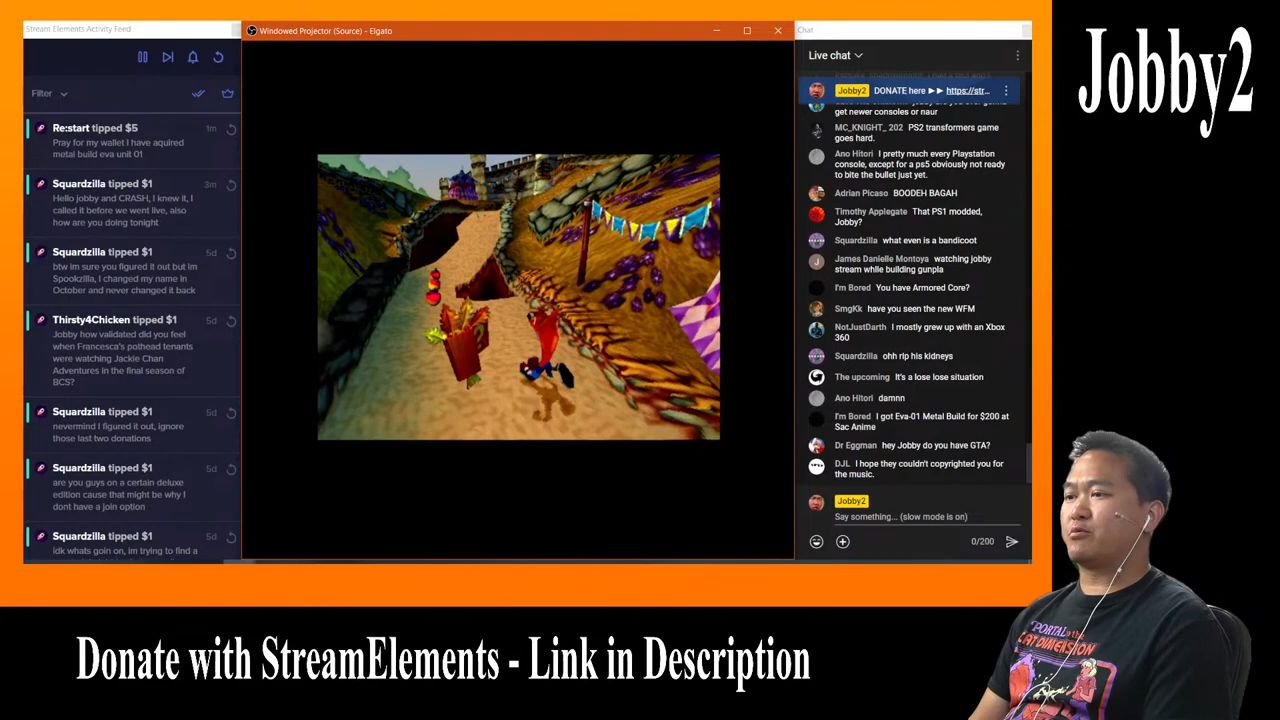 Stream Elements Activity Feed
Filter
Re:start tipped $5
1m
Pray for my wallet I have aquired
metal build eva unit 01
Squardzilla tipped $1
3m
Hello jobby and CRASH, I knew it, I
called it before we went live, also
how are you doing tonight
Squardzilla tipped $1
5d
btw im sure you figured it out but Im
Spookzilla, I changed my name in
October and never changed it back
Thirsty4Chicken tipped $1
5d
Jobby how validated did you feel
when Francesca's pothead tenants
were watching Jackie Chan
Adventures in the final season of
BCS?
Squardzilla tipped $1
5d
nevermind I figured it out, ignore
those last two donations
Squardzilla tipped $1
5d
are you guys on a certain deluxe
edition cause that might be why I
dont have a join option
Squardzilla tipped $1
5d
idk whats goin on, im trying to find a
Windowed Projector (Source) - Elgato
Chat
Live chat
Jobby2 DONATE here ►► https://str...
get newer consoles or naur
MC_KNIGHT_ 202 PS2 transformers game
goes hard.
Ano Hitori I pretty much every Playstation
console, except for a ps5 obviously not ready
to bite the bullet just yet.
Adrian Picaso BOODEH BAGAH
Timothy Applegate That PS1 modded,
Jobby?
Squardzilla what even is a bandicoot
James Danielle Montoya watching jobby
stream while building gunpla
I'm Bored You have Armored Core?
SmgKk have you seen the new WFM
NotJustDarth I mostly grew up with an Xbox
360
Squardzilla ohh rip his kidneys
The upcoming It's a lose lose situation
Ano Hitori damnn
I'm Bored I got Eva-01 Metal Build for $200 at
Sac Anime
Dr Eggman hey Jobby do you have GTA?
DJL I hope they couldn't copyrighted you for
the music.
Jobby2
Say something... (slow mode is on)
0/200
Jobby2
PORTAL to the
CAT DIMENSION
Donate with StreamElements - Link in Description